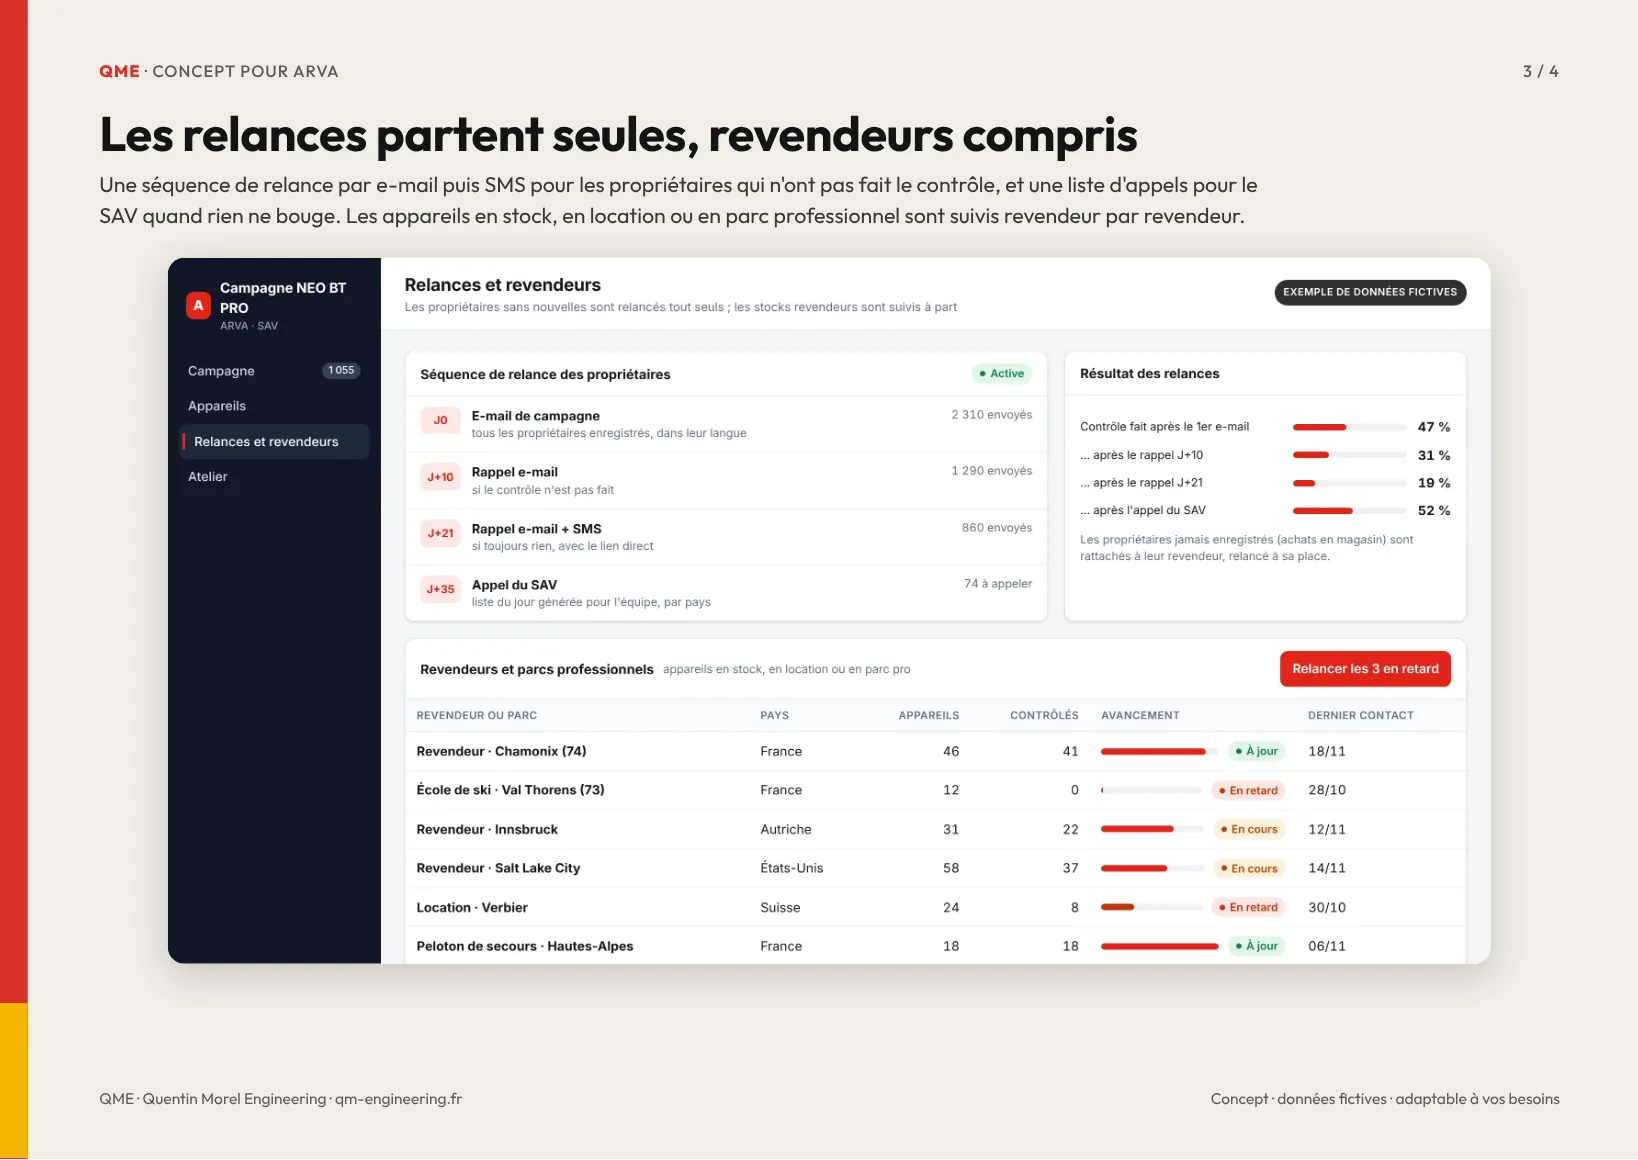 QME · CONCEPT POUR ARVA
3 / 4
Les relances partent seules, revendeurs compris
Une séquence de relance par e-mail puis SMS pour les propriétaires qui n'ont pas fait le contrôle, et une liste d'appels pour le
SAV quand rien ne bouge. Les appareils en stock, en location ou en parc professionnel sont suivis revendeur par revendeur.
A
Campagne NEO BT
PRO
ARVA · SAV
Campagne 1 055
Appareils
Relances et revendeurs
Atelier
Relances et revendeurs
Les propriétaires sans nouvelles sont relancés tout seuls ; les stocks revendeurs sont suivis à part
EXEMPLE DE DONNÉES FICTIVES
Séquence de relance des propriétaires
Active
J0 E-mail de campagne 2 310 envoyés
tous les propriétaires enregistrés, dans leur langue
J+10 Rappel e-mail 1 290 envoyés
si le contrôle n'est pas fait
J+21 Rappel e-mail + SMS 860 envoyés
si toujours rien, avec le lien direct
J+35 Appel du SAV 74 à appeler
liste du jour générée pour l'équipe, par pays
Résultat des relances
Contrôle fait après le 1er e-mail 47 %
... après le rappel J+10 31 %
... après le rappel J+21 19 %
... après l'appel du SAV 52 %
Les propriétaires jamais enregistrés (achats en magasin) sont
rattachés à leur revendeur, relancé à sa place.
Revendeurs et parcs professionnels appareils en stock, en location ou en parc pro
Relancer les 3 en retard
REVENDEUR OU PARC PAYS APPAREILS CONTRÔLÉS AVANCEMENT DERNIER CONTACT
Revendeur · Chamonix (74) France 46 41 À jour 18/11
École de ski · Val Thorens (73) France 12 0 En retard 28/10
Revendeur · Innsbruck Autriche 31 22 En cours 12/11
Revendeur · Salt Lake City États-Unis 58 37 En cours 14/11
Location · Verbier Suisse 24 8 En retard 30/10
Peloton de secours · Hautes-Alpes France 18 18 À jour 06/11
QME · Quentin Morel Engineering · qm-engineering.fr
Concept · données fictives · adaptable à vos besoins